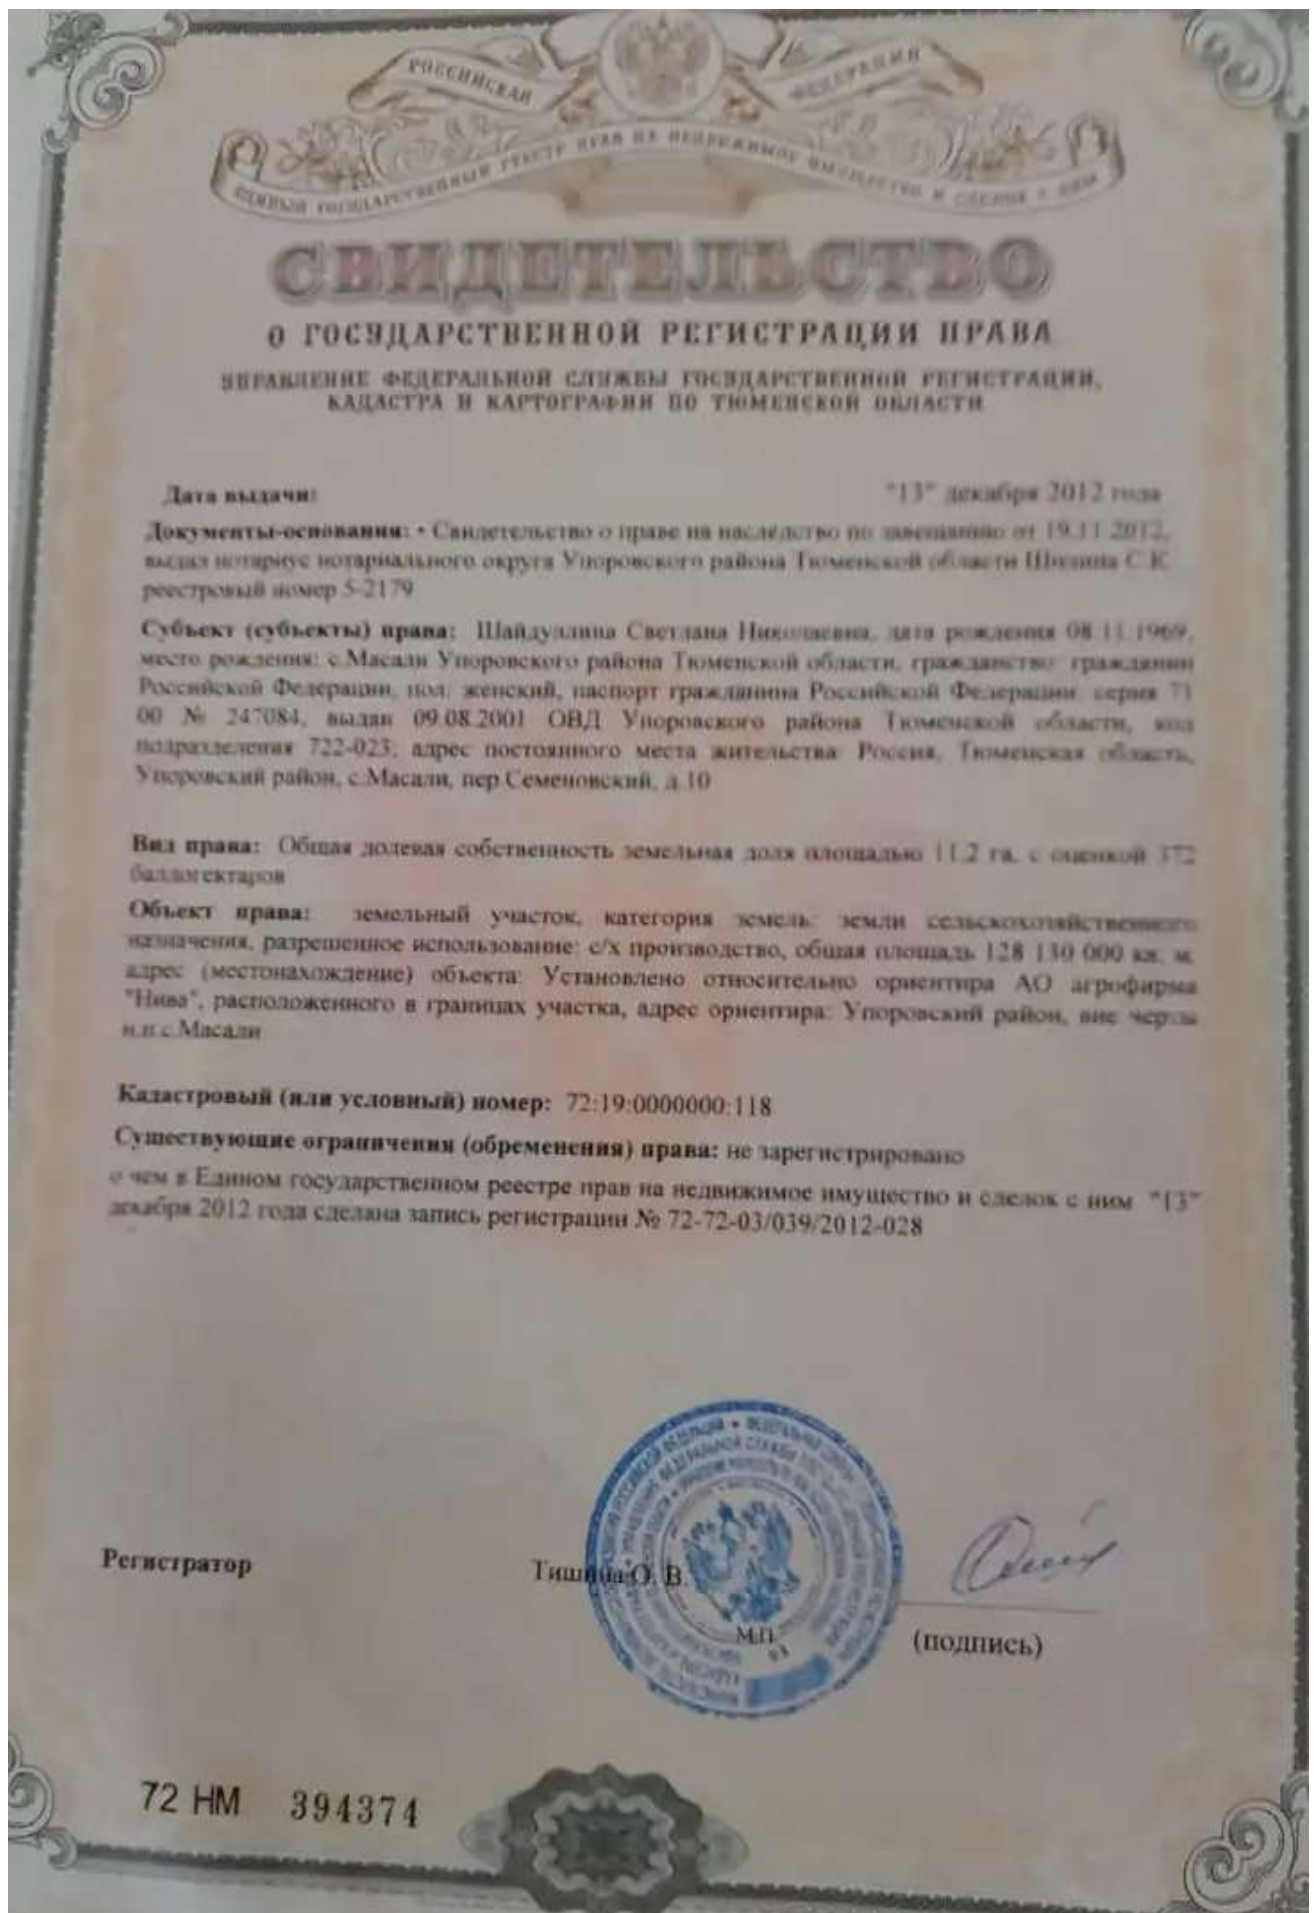 РОССИЙСКАЯ ФЕДЕРАЦИЯ
ЕДИНЫЙ ГОСУДАРСТВЕННЫЙ РЕЕСТР ПРАВ НА НЕДВИЖИМОЕ ИМУЩЕСТВО И СДЕЛОК С НИМ
СВИДЕТЕЛЬСТВО
О ГОСУДАРСТВЕННОЙ РЕГИСТРАЦИИ ПРАВА
УПРАВЛЕНИЕ ФЕДЕРАЛЬНОЙ СЛУЖБЫ ГОСУДАРСТВЕННОЙ РЕГИСТРАЦИИ,
КАДАСТРА И КАРТОГРАФИИ ПО ТЮМЕНСКОЙ ОБЛАСТИ
Дата выдачи: "13" декабря 2012 года
Документы-основания: • Свидетельство о праве на наследство по завещанию от 19.11.2012,
выдал нотариус нотариального округа Упоровского района Тюменской области С.К.
реестровый номер 5-2179
Субъект (субъекты) права: Шайдуллина Светлана Николаевна, дата рождения 08.11.1969,
место рождения: с.Масали Упоровского района Тюменской области, гражданство: гражданин
Российской Федерации, пол: женский, паспорт гражданина Российской Федерации: серия 71
00 № 247084, выдан 09.08.2001 ОВД Упоровского района Тюменской области, код
подразделения 722-023; адрес постоянного места жительства: Россия, Тюменская область,
Упоровский район, с.Масали, пер.Семеновский, д.10
Вид права: Общая долевая собственность земельная доля площадью 11.2 га, с оценкой 372
баллогектаров
Объект права: земельный участок, категория земель: земли сельскохозяйственного
назначения, разрешенное использование: с/х производство, общая площадь 128 130 000 кв. м,
адрес (местонахождение) объекта: Установлено относительно ориентира АО агрофирма
"Нива", расположенного в границах участка, адрес ориентира: Упоровский район, вне черты
н.п.с.Масали
Кадастровый (или условный) номер: 72:19:0000000:118
Существующие ограничения (обременения) права: не зарегистрировано
о чем в Едином государственном реестре прав на недвижимое имущество и сделок с ним "13"
декабря 2012 года сделана запись регистрации № 72-72-03/039/2012-028
Регистратор Тишина О. В.
М.П.
(подпись)
72 НМ 394374